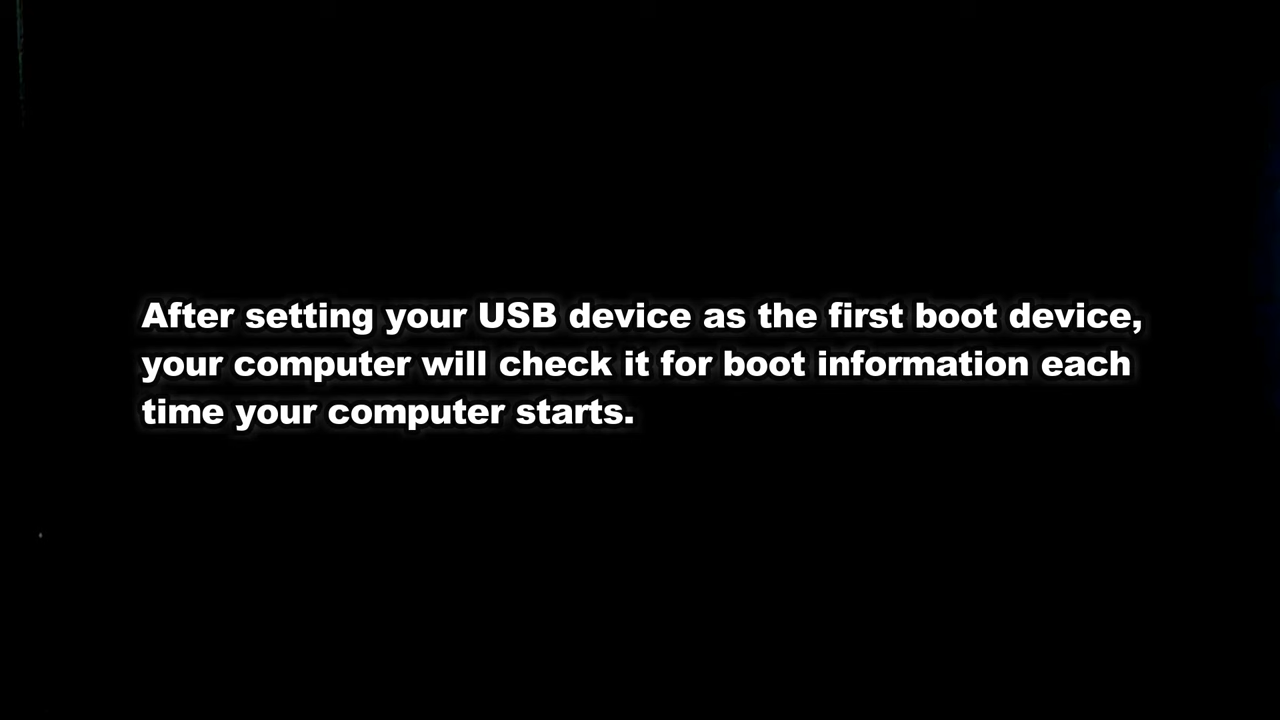 After setting your USB device as the first boot device,
your computer will check it for boot information each
time your computer starts.